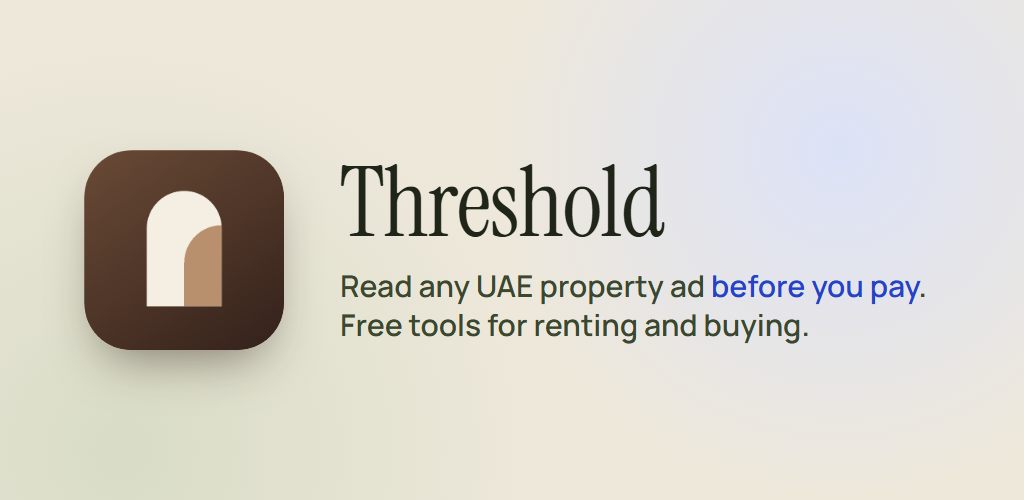 Threshold
Read any UAE property ad before you pay.
Free tools for renting and buying.